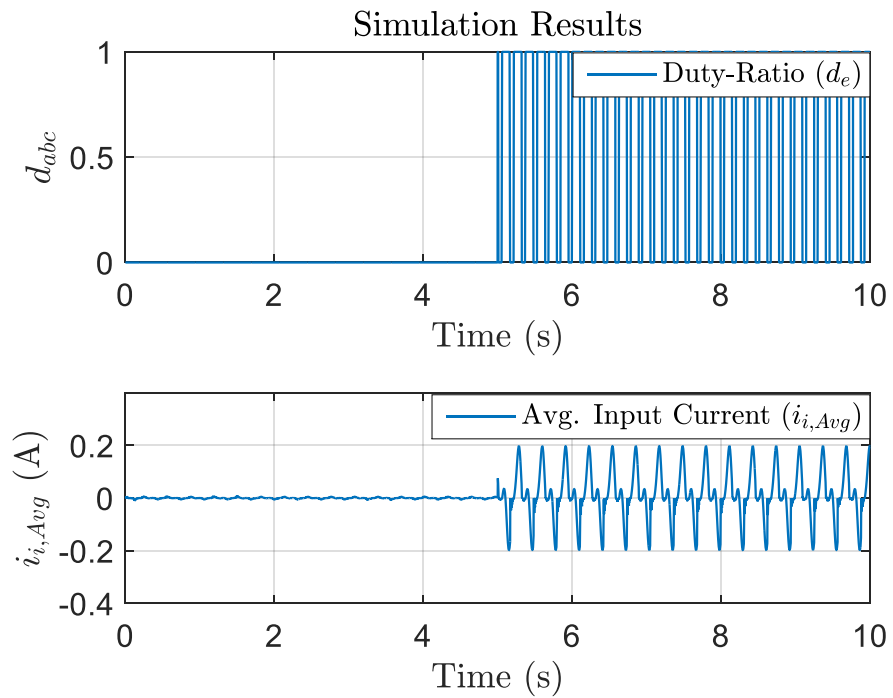 Simulation Results
1
Duty-Ratio (d_e)
d_abc
0.5
0
0 2 4 6 8 10
Time (s)
Avg. Input Current (i_i,Avg)
i_i,Avg (A)
0.2
0
-0.2
-0.4
0 2 4 6 8 10
Time (s)